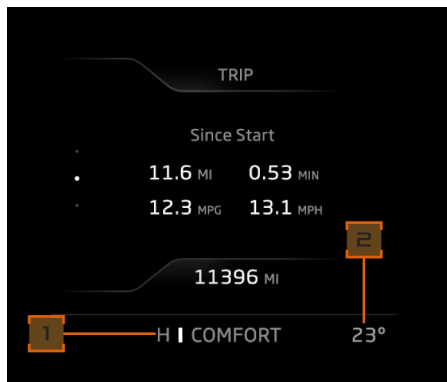 TRIP
Since Start
11.6 MI 0.53 MIN
12.3 MPG 13.1 MPH
2
11396 MI
1 H COMFORT 23°